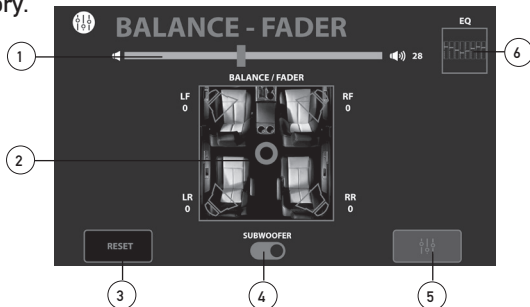 ory.
BALANCE - FADER
EQ
28
1
6
BALANCE / FADER
LF
0
RF
0
2
LR
0
RR
0
SUBWOOFER
RESET
3
4
5